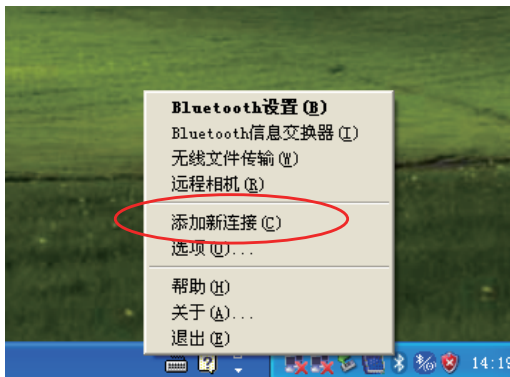 Bluetooth设置(B)
Bluetooth信息交换器(I)
无线文件传输(W)
远程相机(R)
添加新连接(C)
选项(O)...
帮助(H)
关于(A)...
退出(E)
14:19